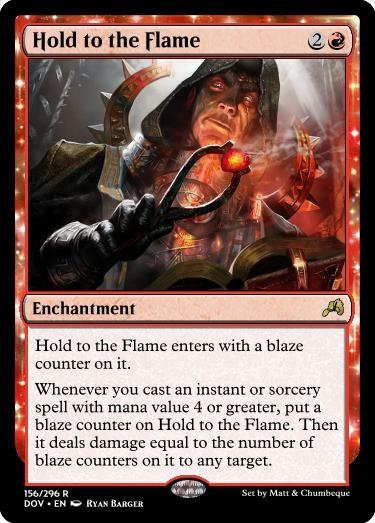 Hold to the Flame 2
Enchantment
Hold to the Flame enters with a blaze
counter on it.
Whenever you cast an instant or sorcery
spell with mana value 4 or greater, put a
blaze counter on Hold to the Flame. Then
it deals damage equal to the number of
blaze counters on it to any target.
156/296 R
DOV • EN Ryan Barger
Set by Matt & Chumbeque